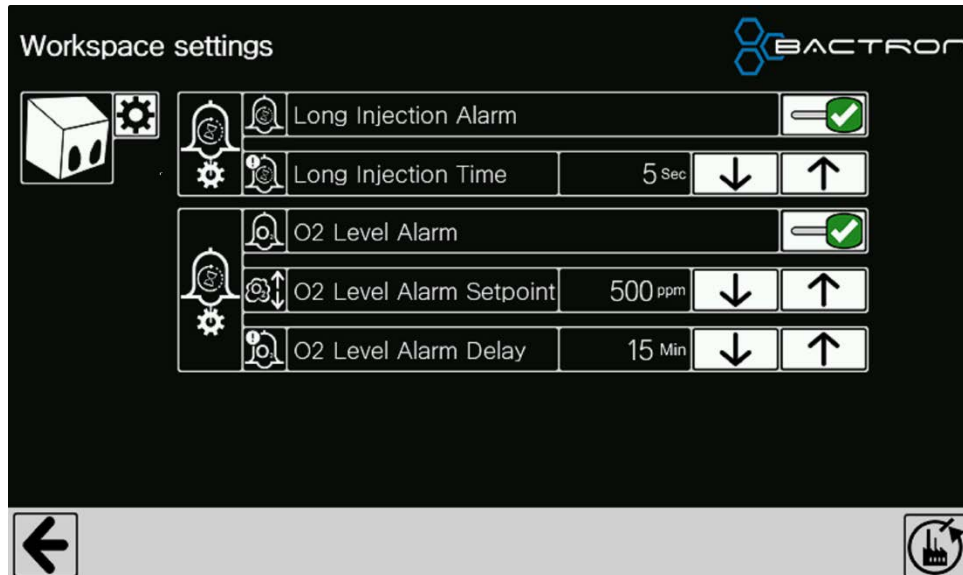 Workspace settings
BACTRON
Long Injection Alarm
Long Injection Time 5 Sec
O2 Level Alarm
O2 Level Alarm Setpoint 500 ppm
O2 Level Alarm Delay 15 Min